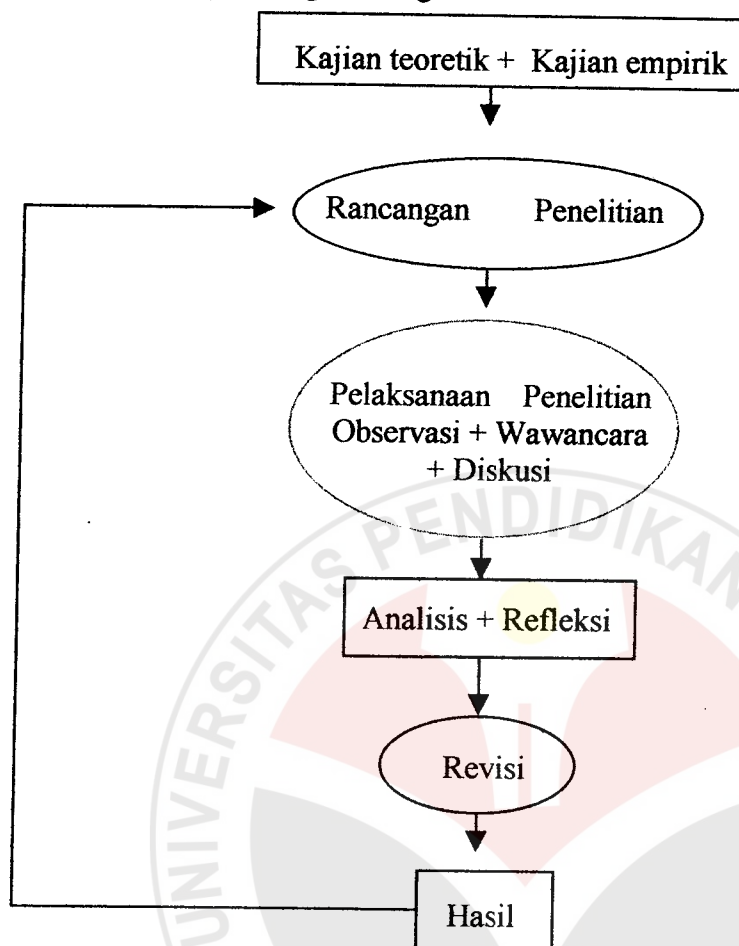 Kajian teoretik + Kajian empirik
Rancangan Penelitian
Pelaksanaan Penelitian
Observasi + Wawancara
+ Diskusi
Analisis + Refleksi
Revisi
Hasil